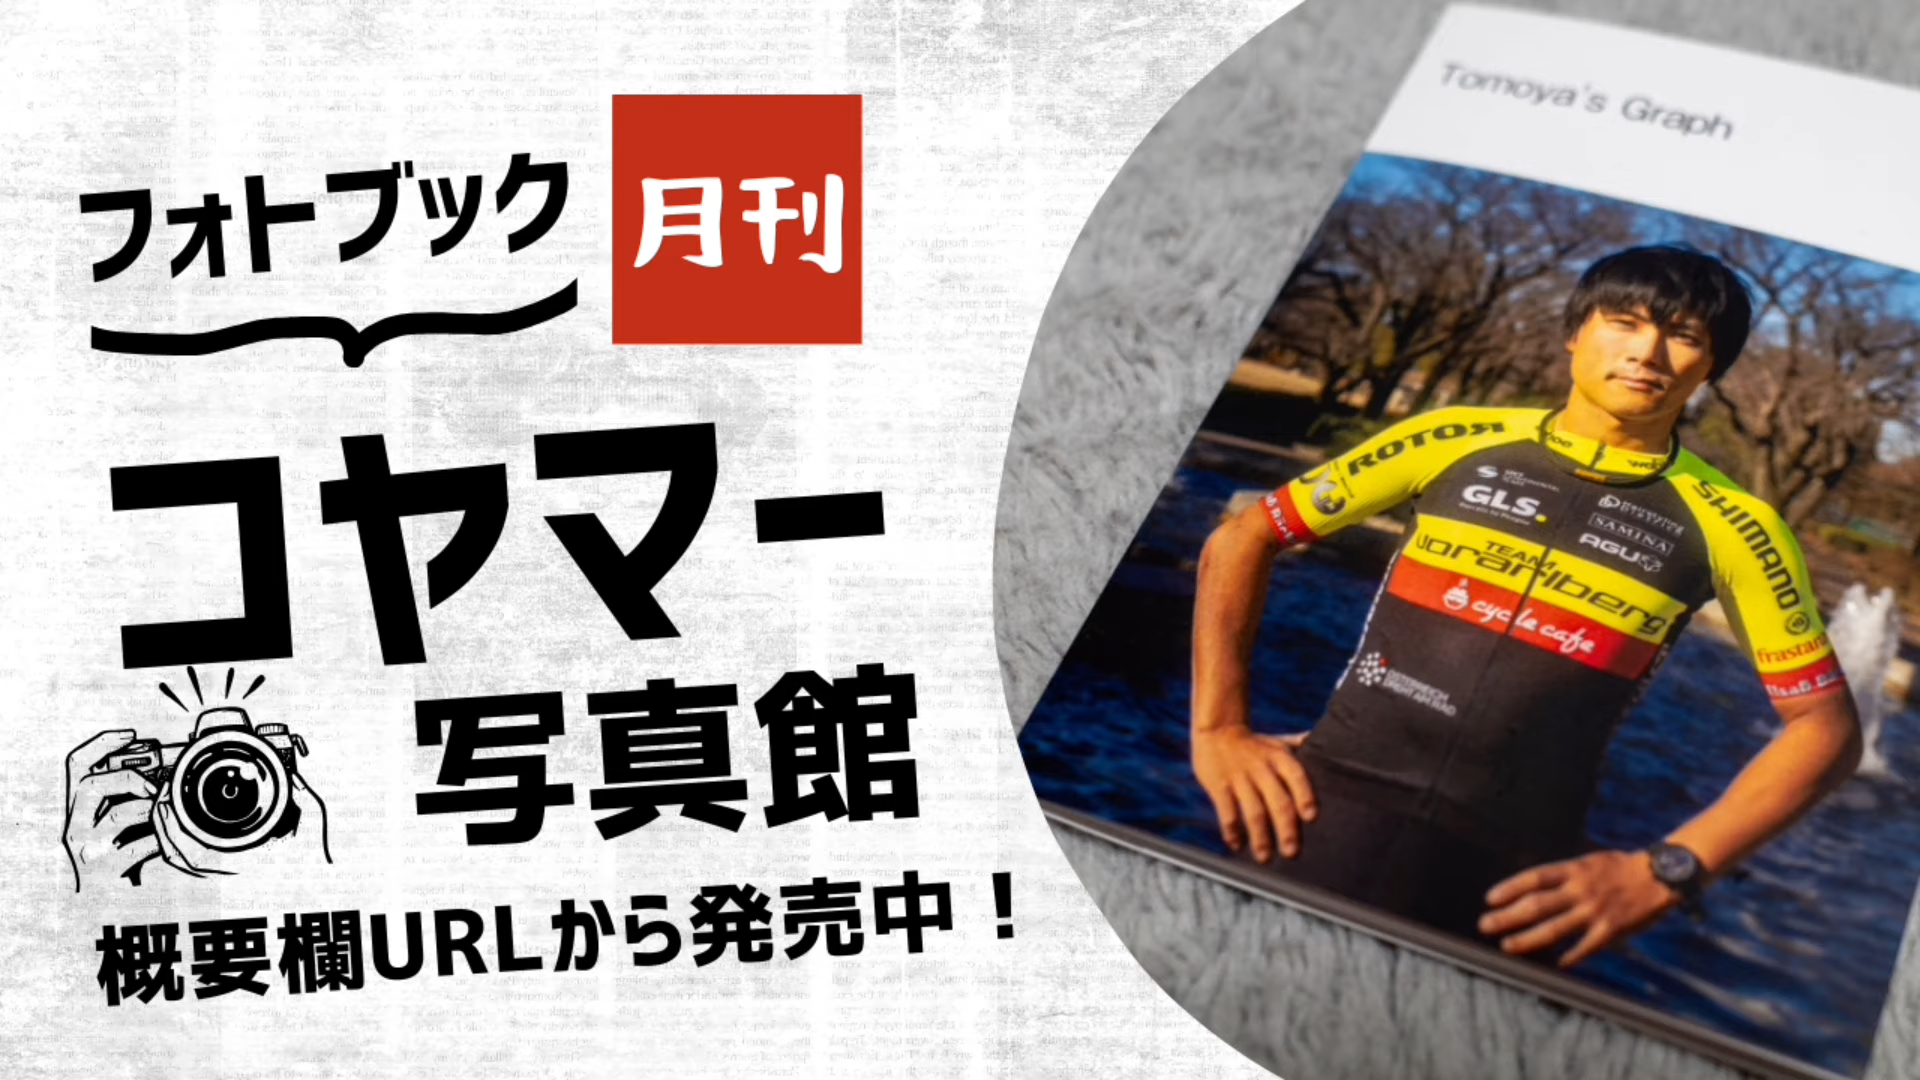 フォトブック
月刊
コヤマー
写真館
概要欄URLから発売中！
Tomoya's Graph
ROTOR
GLS.
SAMINA
AGU
SHIMANO
TEAM
vorarlberg
cycle cafe